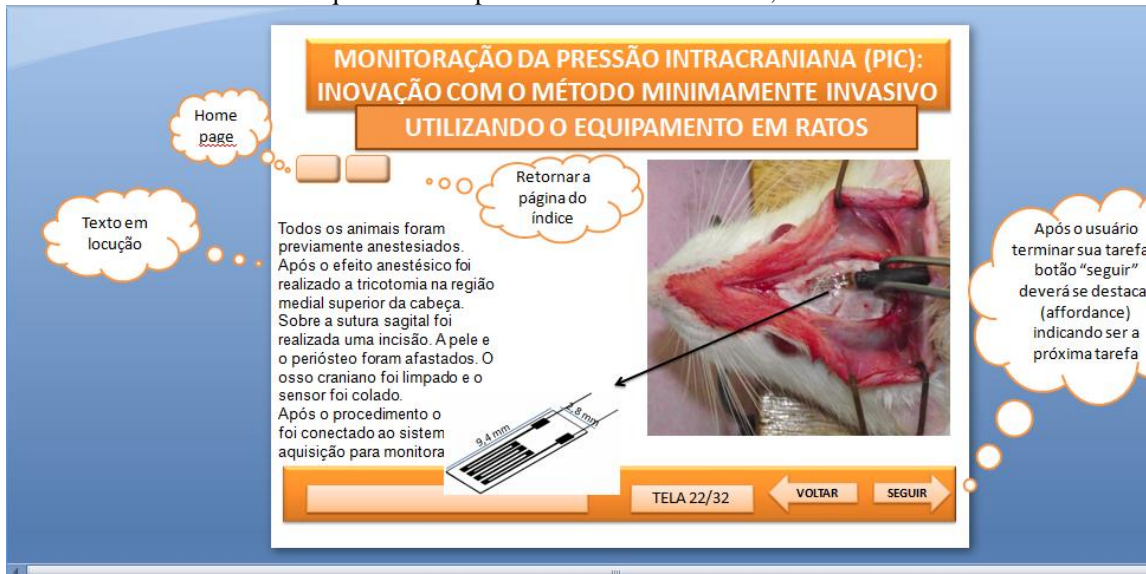 MONITORAÇÃO DA PRESSÃO INTRACRANIANA (PIC):
INOVAÇÃO COM O MÉTODO MINIMAMENTE INVASIVO
UTILIZANDO O EQUIPAMENTO EM RATOS
Home
page
Retornar a
página do
índice
Texto em
locução
Todos os animais foram
previamente anestesiados.
Após o efeito anestésico foi
realizado a tricotomia na região
medial superior da cabeça.
Sobre a sutura sagital foi
realizada uma incisão. A pele e
o periósteo foram afastados. O
osso craniano foi limpado e o
sensor foi colado.
Após o procedimento o
foi conectado ao sistem
aquisição para monitora
9,4 mm
2,8 mm
Após o usuário
terminar sua tarefa
botão “seguir”
deverá se destaca
(affordance)
indicando ser a
próxima tarefa
TELA 22/32
VOLTAR
SEGUIR